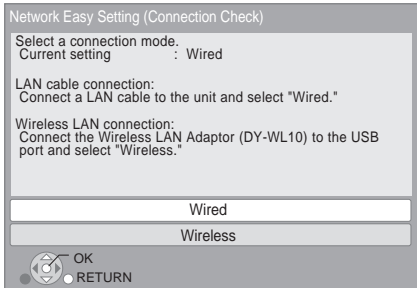 Network Easy Setting (Connection Check)
Select a connection mode.
Current setting : Wired
LAN cable connection:
Connect a LAN cable to the unit and select "Wired."
Wireless LAN connection:
Connect the Wireless LAN Adaptor (DY-WL10) to the USB
port and select "Wireless."
Wired
Wireless
OK
RETURN